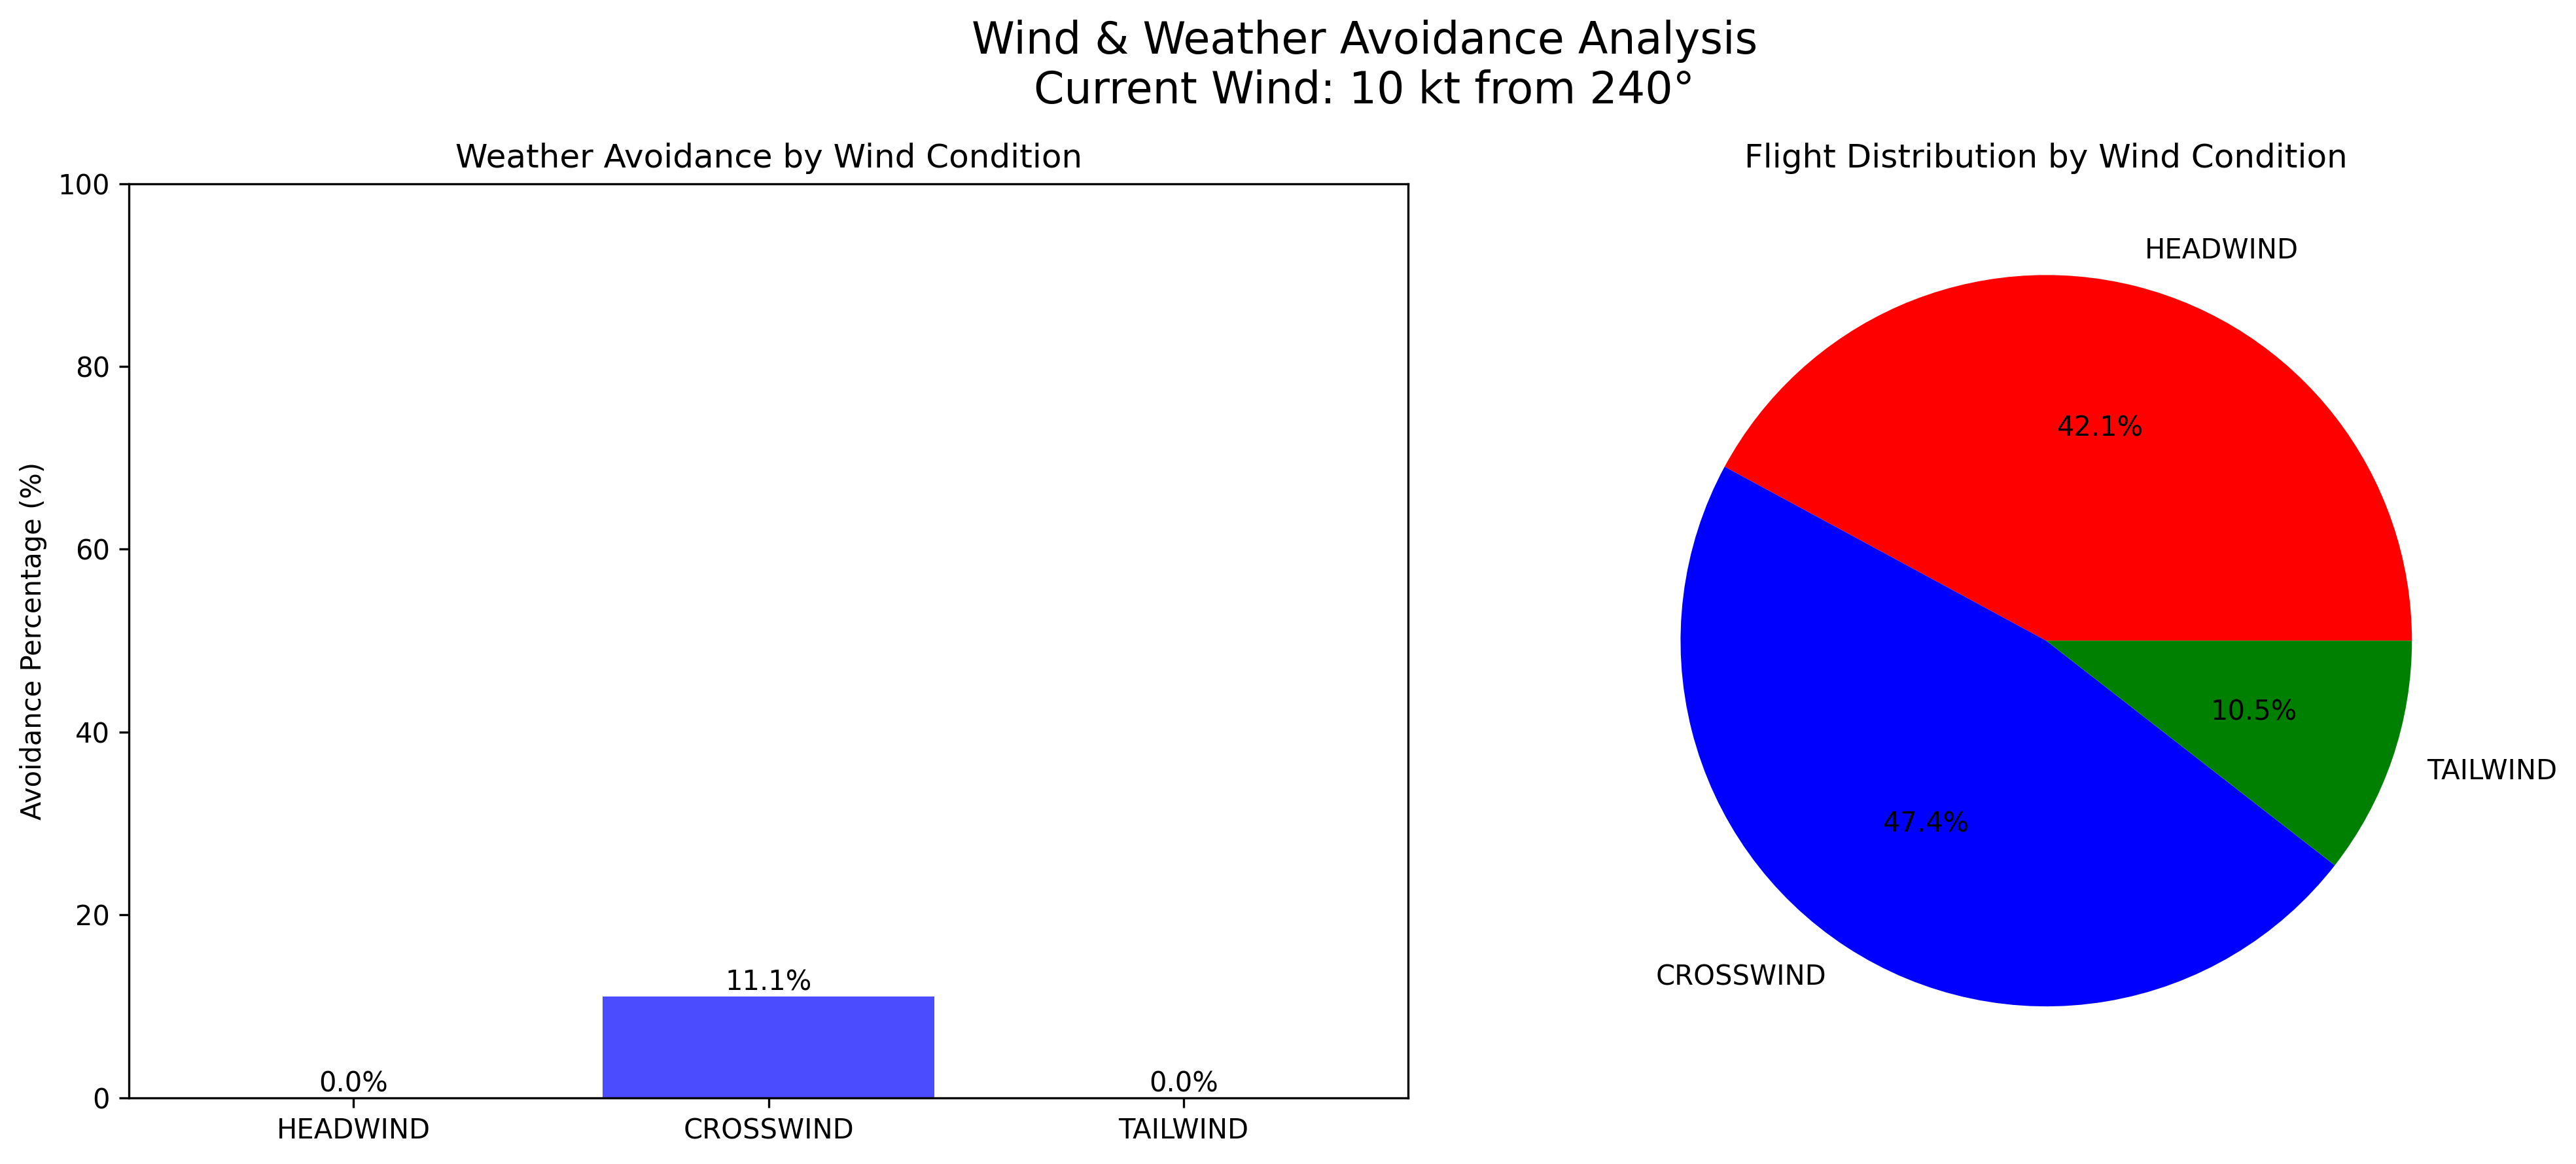 Wind & Weather Avoidance Analysis
Current Wind: 10 kt from 240°
Weather Avoidance by Wind Condition
100
80
60
40
20
0
Avoidance Percentage (%)
0.0%
11.1%
0.0%
HEADWIND
CROSSWIND
TAILWIND
Flight Distribution by Wind Condition
HEADWIND
42.1%
10.5%
TAILWIND
47.4%
CROSSWIND